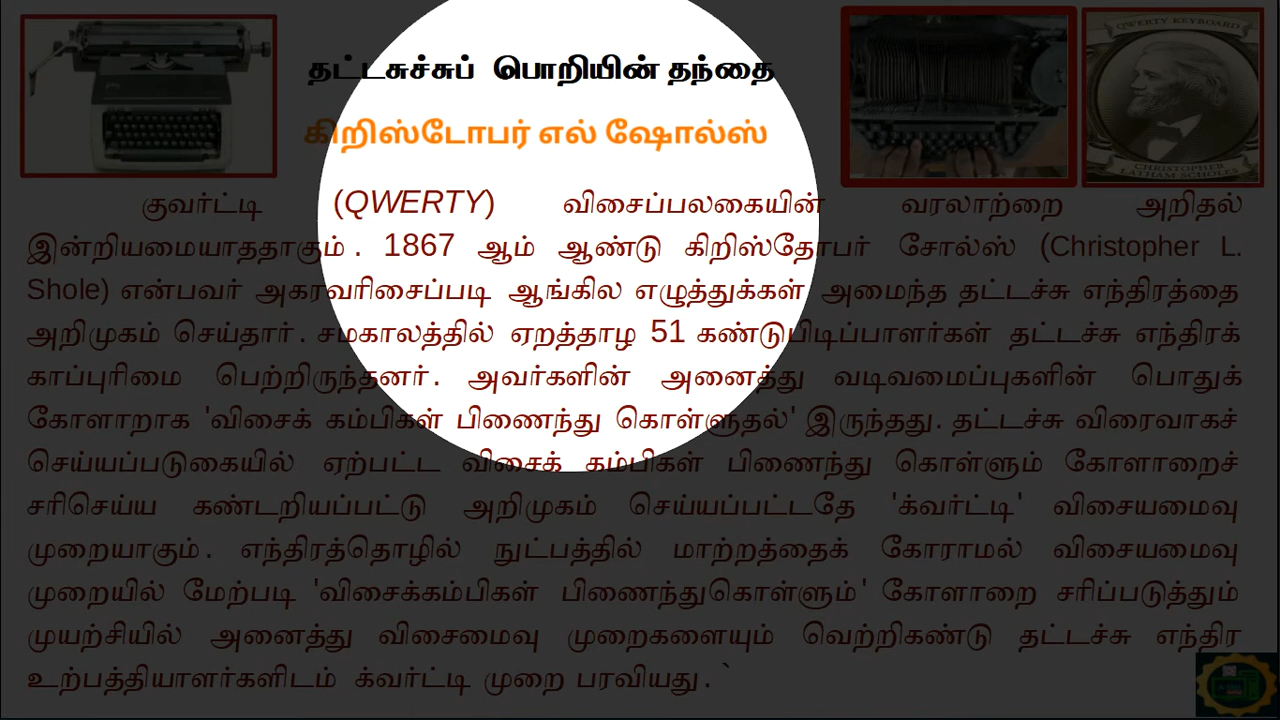 தட்டசுச்சுப் பொறியின் தந்தை
கிறிஸ்டோபர் எல் ஷோல்ஸ்
QWERTY KEYBOARD
CHRISTOPHER
LATHAM SCHOLES
குவர்ட்டி (QWERTY) விசைப்பலகையின் வரலாற்றை அறிதல்
இன்றியமையாததாகும். 1867 ஆம் ஆண்டு கிறிஸ்தோபர் சோல்ஸ் (Christopher L.
Shole) என்பவர் அகரவரிசைப்படி ஆங்கில எழுத்துக்கள் அமைந்த தட்டச்சு எந்திரத்தை
அறிமுகம் செய்தார். சமகாலத்தில் ஏறத்தாழ 51 கண்டுபிடிப்பாளர்கள் தட்டச்சு எந்திரக்
காப்புரிமை பெற்றிருந்தனர். அவர்களின் அனைத்து வடிவமைப்புகளின் பொதுக்
கோளாறாக 'விசைக் கம்பிகள் பிணைந்து கொள்ளுதல்' இருந்தது. தட்டச்சு விரைவாகச்
செய்யப்படுகையில் ஏற்பட்ட விசைக் கம்பிகள் பிணைந்து கொள்ளும் கோளாறைச்
சரிசெய்ய கண்டறியப்பட்டு அறிமுகம் செய்யப்பட்டதே 'க்வர்ட்டி' விசையமைவு
முறையாகும். எந்திரத்தொழில் நுட்பத்தில் மாற்றத்தைக் கோராமல் விசையமைவு
முறையில் மேற்படி 'விசைக்கம்பிகள் பிணைந்துகொள்ளும்' கோளாறை சரிப்படுத்தும்
முயற்சியில் அனைத்து விசைமைவு முறைகளையும் வெற்றிகண்டு தட்டச்சு எந்திர
உற்பத்தியாளர்களிடம் க்வர்ட்டி முறை பரவியது.`